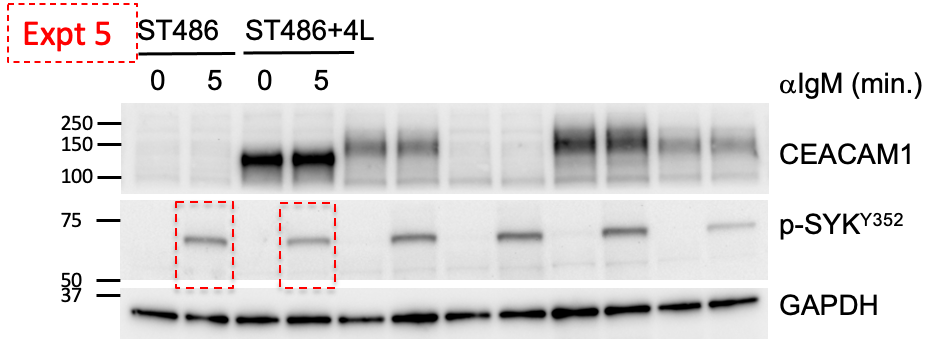 Expt 5
ST486 ST486+4L
0 5 0 5 αIgM (min.)
250
150
100
CEACAM1
75
50
p-SYKY352
37
GAPDH